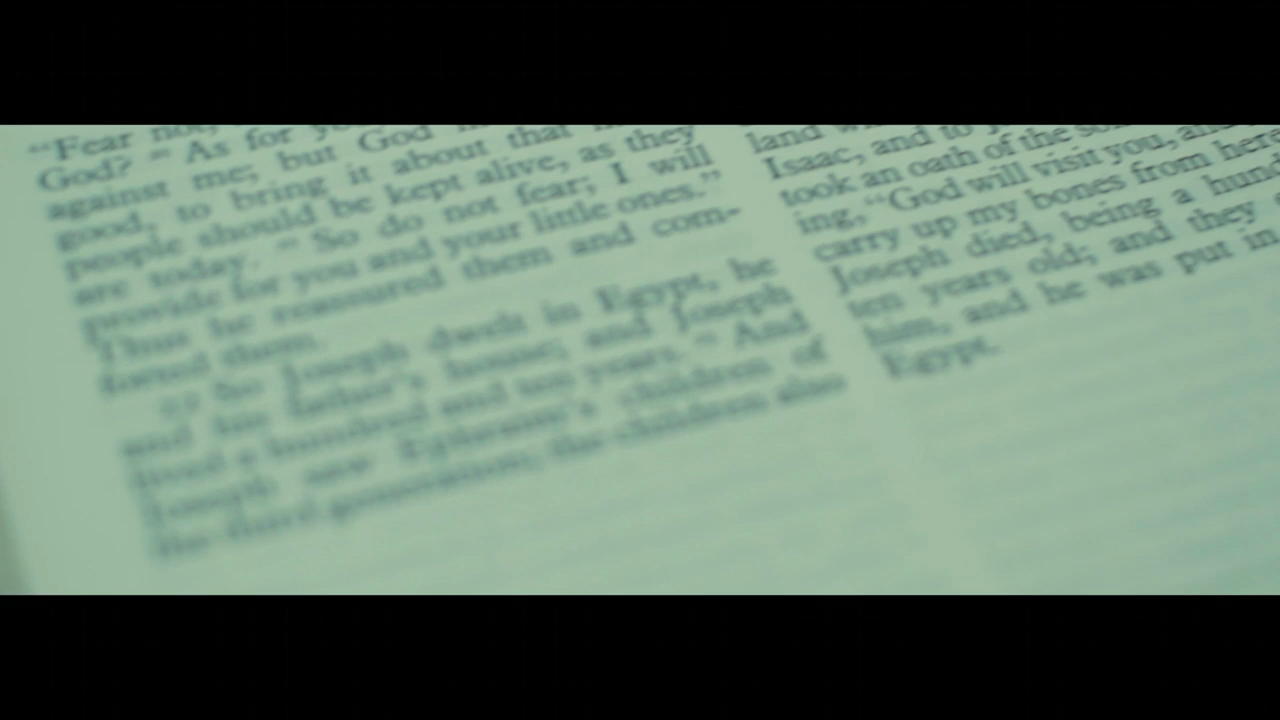 “Fear not,
God? 20 As for
against me; but God
good, to bring it about that
people should be kept alive, as they
are today. 21 So do not fear; I will
provide for you and your little ones.”
Thus he reassured them and com-
forted them.
So Joseph dwelt in Egypt, he
and his father's house; and Joseph
lived a hundred and ten years. 23 And
Joseph saw Ephraim's children of
the third generation; the children also
land
Isaac, and to
took an oath of the
ing, “God will visit you, and
carry up my bones from here
Joseph died, being a
ten years old; and they
him, and he was put in
Egypt.